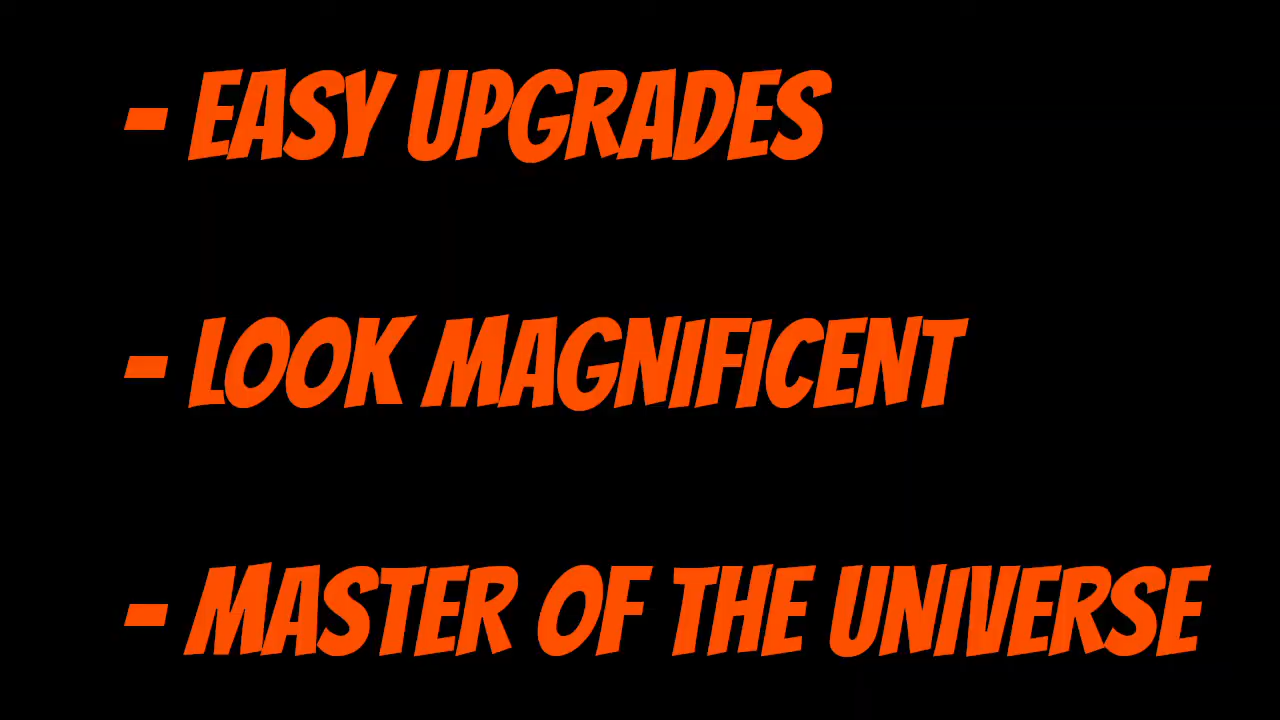 - EASY UPGRADES
- LOOK MAGNIFICENT
- MASTER OF THE UNIVERSE